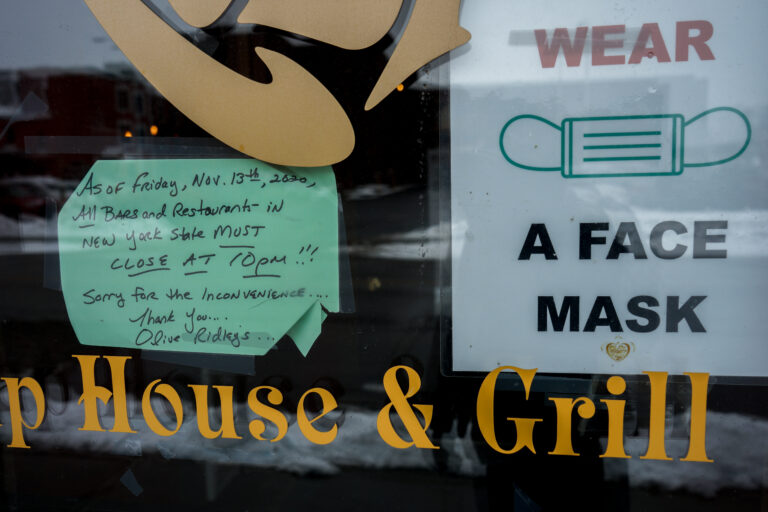 As of Friday, Nov. 13th, 2020,
All Bars and Restaurants in
New York State MUST
CLOSE AT 10pm !!!
Sorry for the Inconvenience....
Thank You....
Olive Ridley's...
WEAR
A FACE
MASK
p House & Grill